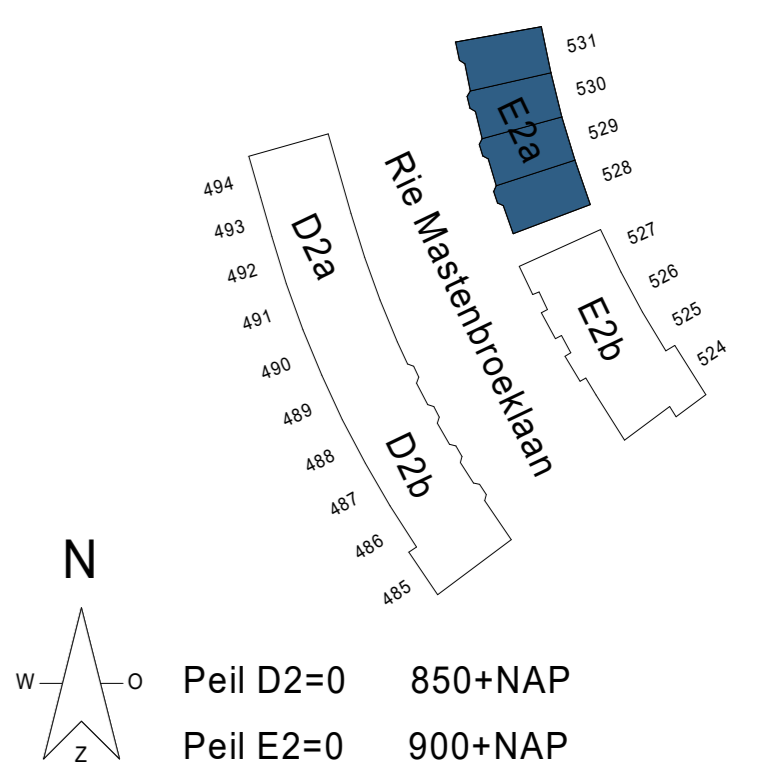 531
530
529
528
E2a
527
526
525
524
E2b
Rie Mastenbroeklaan
494
493
492
491
490
489
488
487
486
485
D2a
D2b
N
W
O
Z
Peil D2=0 850+NAP
Peil E2=0 900+NAP